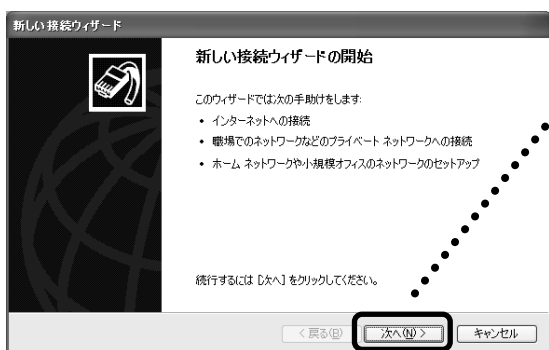 新しい接続ウィザード
新しい接続ウィザードの開始
このウィザードでは次の手助けをします:
• インターネットへの接続
• 職場でのネットワークなどのプライベート ネットワークへの接続
• ホーム ネットワークや小規模オフィスのネットワークのセットアップ
続行するには [次へ] をクリックしてください。
< 戻る(B)
次へ(N) >
キャンセル